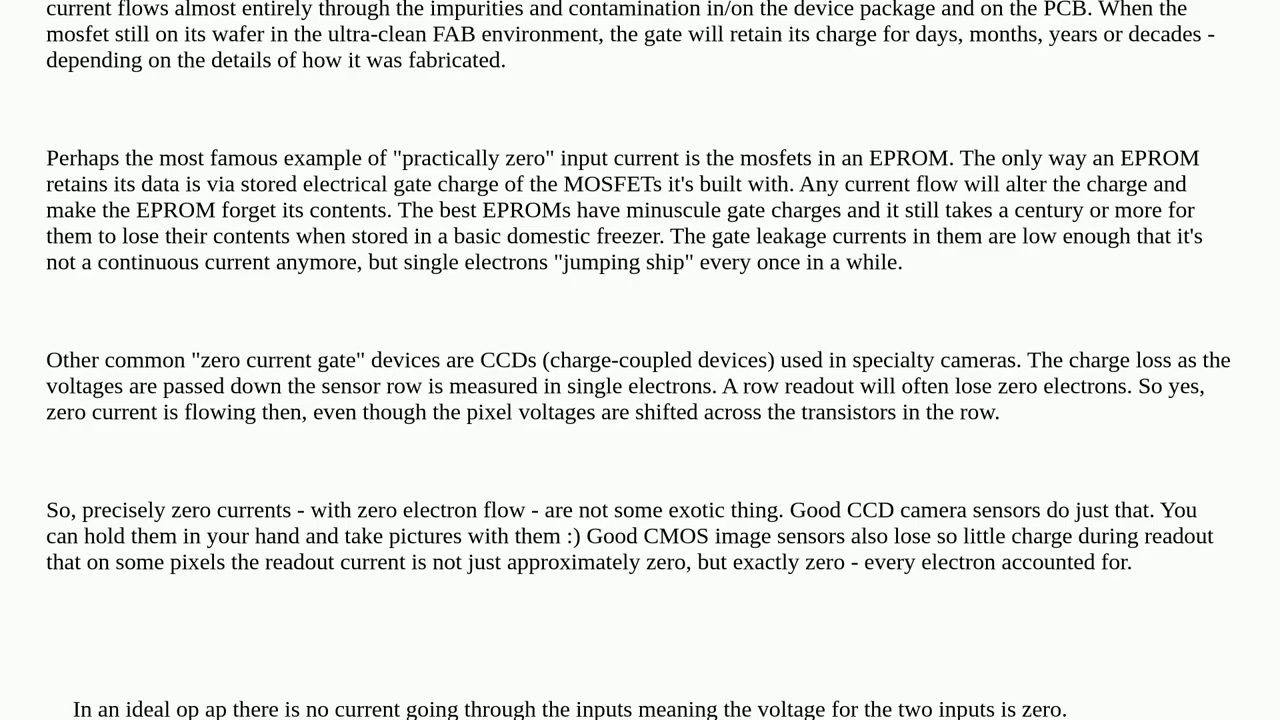 current flows almost entirely through the impurities and contamination in/on the device package and on the PCB. When the
mosfet still on its wafer in the ultra-clean FAB environment, the gate will retain its charge for days, months, years or decades -
depending on the details of how it was fabricated.
Perhaps the most famous example of "practically zero" input current is the mosfets in an EPROM. The only way an EPROM
retains its data is via stored electrical gate charge of the MOSFETs it's built with. Any current flow will alter the charge and
make the EPROM forget its contents. The best EPROMs have minuscule gate charges and it still takes a century or more for
them to lose their contents when stored in a basic domestic freezer. The gate leakage currents in them are low enough that it's
not a continuous current anymore, but single electrons "jumping ship" every once in a while.
Other common "zero current gate" devices are CCDs (charge-coupled devices) used in specialty cameras. The charge loss as the
voltages are passed down the sensor row is measured in single electrons. A row readout will often lose zero electrons. So yes,
zero current is flowing then, even though the pixel voltages are shifted across the transistors in the row.
So, precisely zero currents - with zero electron flow - are not some exotic thing. Good CCD camera sensors do just that. You
can hold them in your hand and take pictures with them :) Good CMOS image sensors also lose so little charge during readout
that on some pixels the readout current is not just approximately zero, but exactly zero - every electron accounted for.
In an ideal op ap there is no current going through the inputs meaning the voltage for the two inputs is zero.